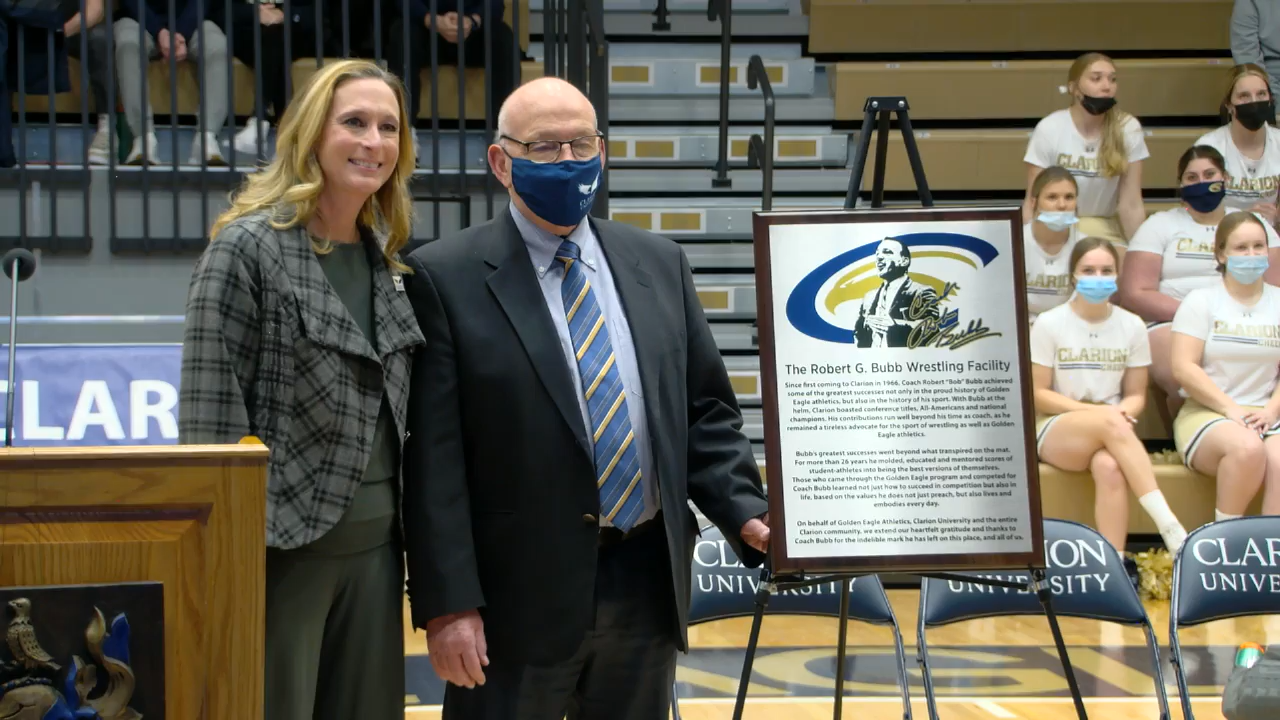 The Robert G. Bubb Wrestling Facility
Since first coming to Clarion in 1966, Coach Robert "Bob" Bubb achieved
some of the greatest successes not only in the proud history of Golden
Eagle athletics, but also in the history of his sport. With Bubb at the
helm, Clarion boasted conference titles, All-Americans and national
champions. His contributions run well beyond his time as coach, as he
remained a tireless advocate for the sport of wrestling as well as Golden
Eagle athletics.
Bubb's greatest successes went beyond what transpired on the mat.
For more than 26 years he molded, educated and mentored scores of
student-athletes into being the best versions of themselves.
Those who came through the Golden Eagle program and competed for
Coach Bubb learned not just how to succeed in competition but also in
life, based on the values he does not just preach, but also lives and
embodies every day.
On behalf of Golden Eagle Athletics, Clarion University and the entire
Clarion community, we extend our heartfelt gratitude and thanks to
Coach Bubb for the indelible mark he has left on this place, and all of us.
CLAR
CLARION
CLARION
CLARION
CLARION
CLARION
CHEER
CLA
UNIVERSITY
ION
UNIVERSITY
CLAR
UNIVE